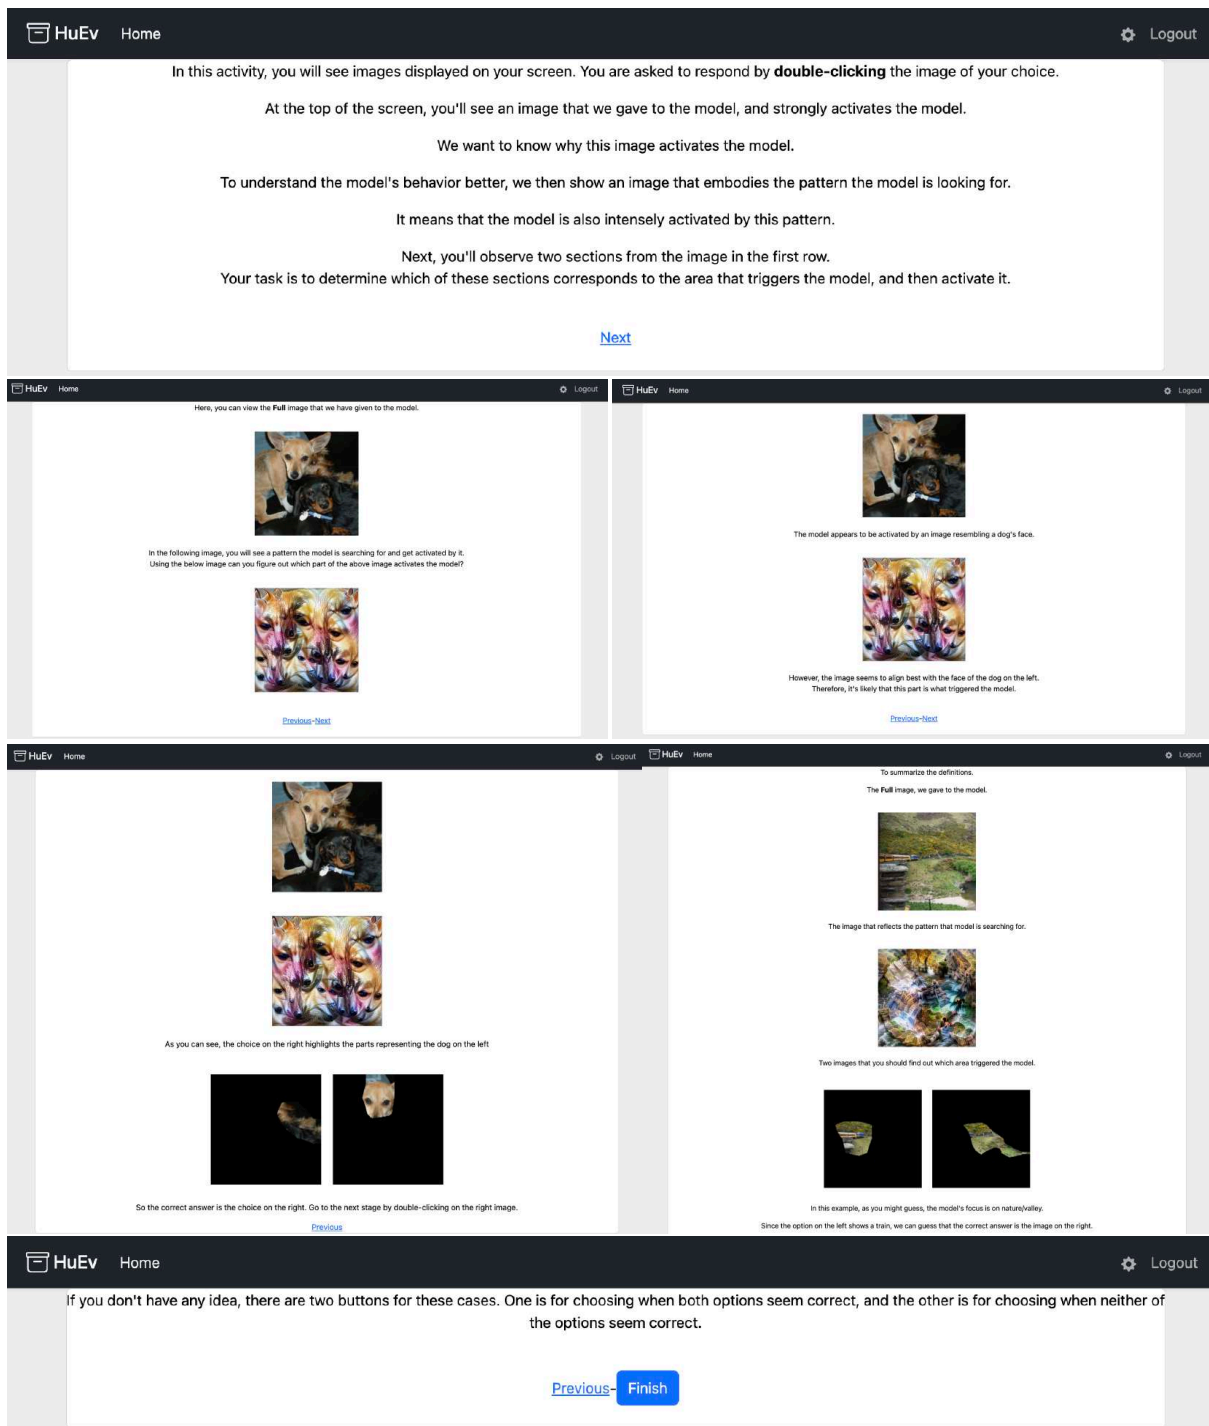 HuEv Home Logout
In this activity, you will see images displayed on your screen. You are asked to respond by double-clicking the image of your choice.
At the top of the screen, you'll see an image that we gave to the model, and strongly activates the model.
We want to know why this image activates the model.
To understand the model's behavior better, we then show an image that embodies the pattern the model is looking for.
It means that the model is also intensely activated by this pattern.
Next, you'll observe two sections from the image in the first row.
Your task is to determine which of these sections corresponds to the area that triggers the model, and then activate it.
Next
HuEv Home Logout
Here, you can view the Full image that we have given to the model.
In the following image, you will see a pattern the model is searching for and get activated by it.
Using the below image can you figure out which part of the above image activates the model?
Previous-Next
HuEv Home Logout
The model appears to be activated by an image resembling a dog's face.
However, the image seems to align best with the face of the dog on the left.
Therefore, it's likely that this part is what triggered the model.
Previous-Next
HuEv Home Logout
As you can see, the choice on the right highlights the parts representing the dog on the left
So the correct answer is the choice on the right. Go to the next stage by double-clicking on the right image.
Previous
HuEv Home Logout
To summarize the definitions.
The Full image, we gave to the model.
The image that reflects the pattern that model is searching for.
Two images that you should find out which area triggered the model.
In this example, as you might guess, the model's focus is on nature/valley.
Since the option on the left shows a train, we can guess that the correct answer is the image on the right.
HuEv Home Logout
If you don't have any idea, there are two buttons for these cases. One is for choosing when both options seem correct, and the other is for choosing when neither of
the options seem correct.
Previous-Finish